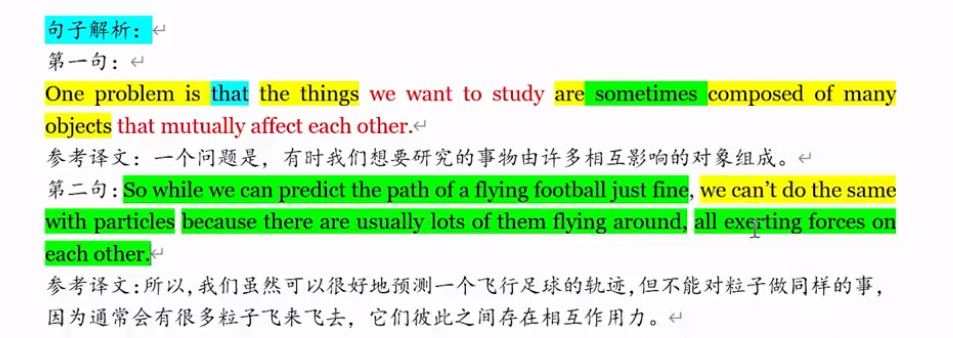 句子解析：
第一句：
One problem is that the things we want to study are sometimes composed of many
objects that mutually affect each other.
参考译文：一个问题是，有时我们想要研究的事物由许多相互影响的对象组成。
第二句：So while we can predict the path of a flying football just fine, we can't do the same
with particles because there are usually lots of them flying around, all exerting forces on
each other.
参考译文：所以，我们虽然可以很好地预测一个飞行足球的轨迹，但不能对粒子做同样的事，
因为通常会有很多粒子飞来飞去，它们彼此之间存在相互作用力。